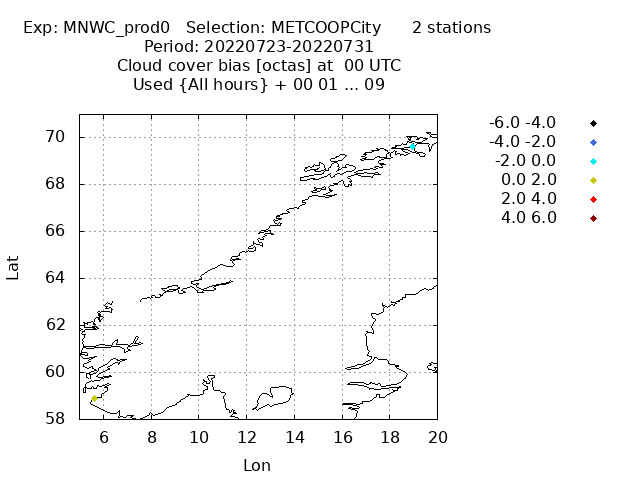 Exp: MNWC_prod0 Selection: METCOOPCity 2 stations
Period: 20220723-20220731
Cloud cover bias [octas] at 00 UTC
Used {All hours} + 00 01 ... 09
70
68
66
64
62
60
58
6 8 10 12 14 16 18 20
Lat
Lon
-6.0 -4.0
-4.0 -2.0
-2.0 0.0
0.0 2.0
2.0 4.0
4.0 6.0